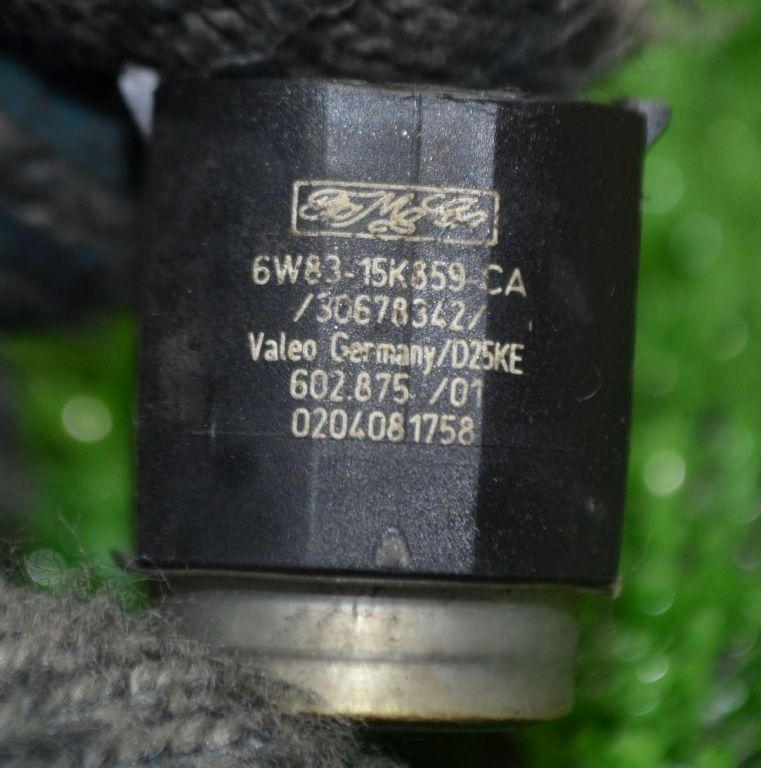 FoMoCo
6W83-15K859-CA
/30678342/
Valeo Germany/D25KE
602.875 /01
0204081758